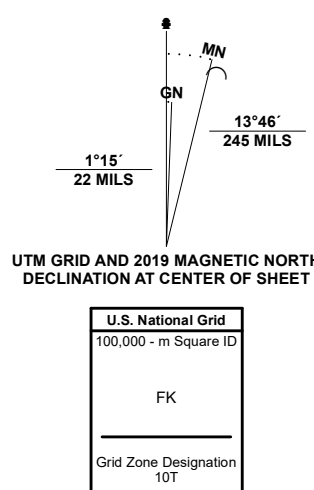 MN
GN
13°46´
245 MILS
1°15´
22 MILS
UTM GRID AND 2019 MAGNETIC NORTH
DECLINATION AT CENTER OF SHEET
U.S. National Grid
100,000 - m Square ID
FK
Grid Zone Designation
10T